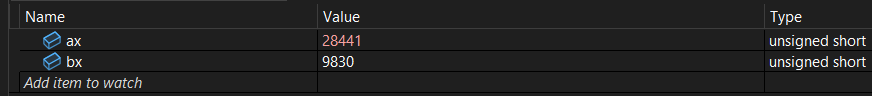 Name Value Type
ax 28441 unsigned short
bx 9830 unsigned short
Add item to watch